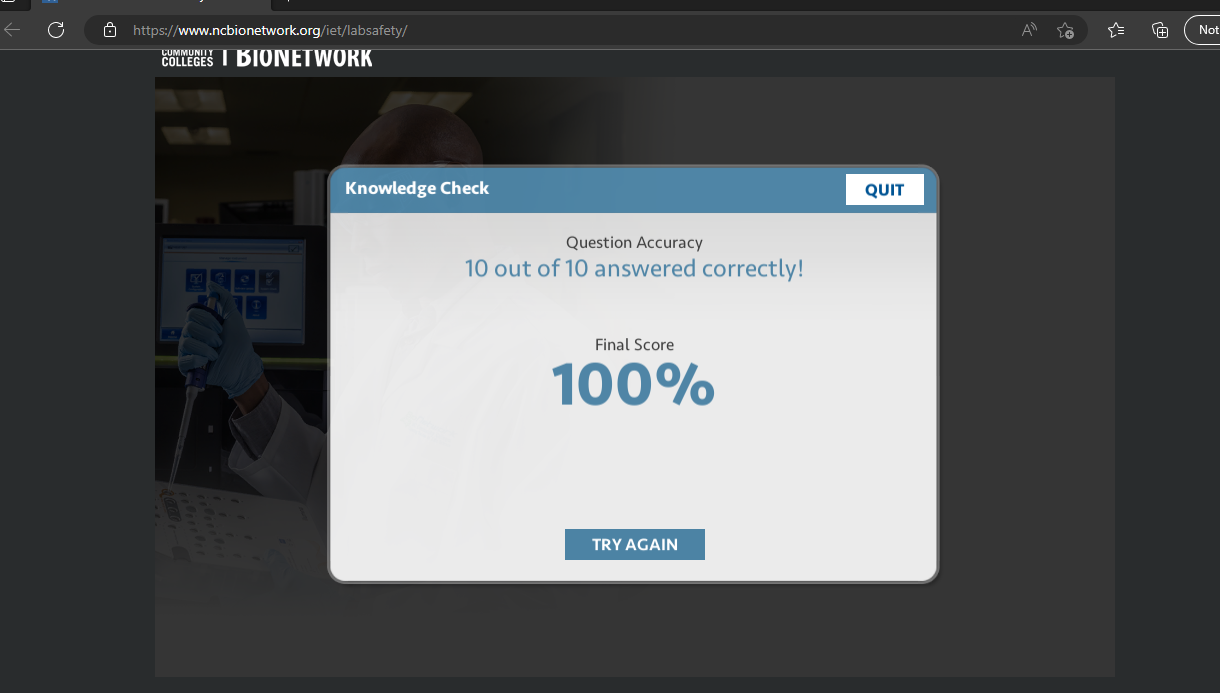 https://www.ncbionetwork.org/iet/labsafety/
Not
COMMUNITY
COLLEGES | BIONETWORK
Knowledge Check
QUIT
Question Accuracy
10 out of 10 answered correctly!
Final Score
100%
TRY AGAIN